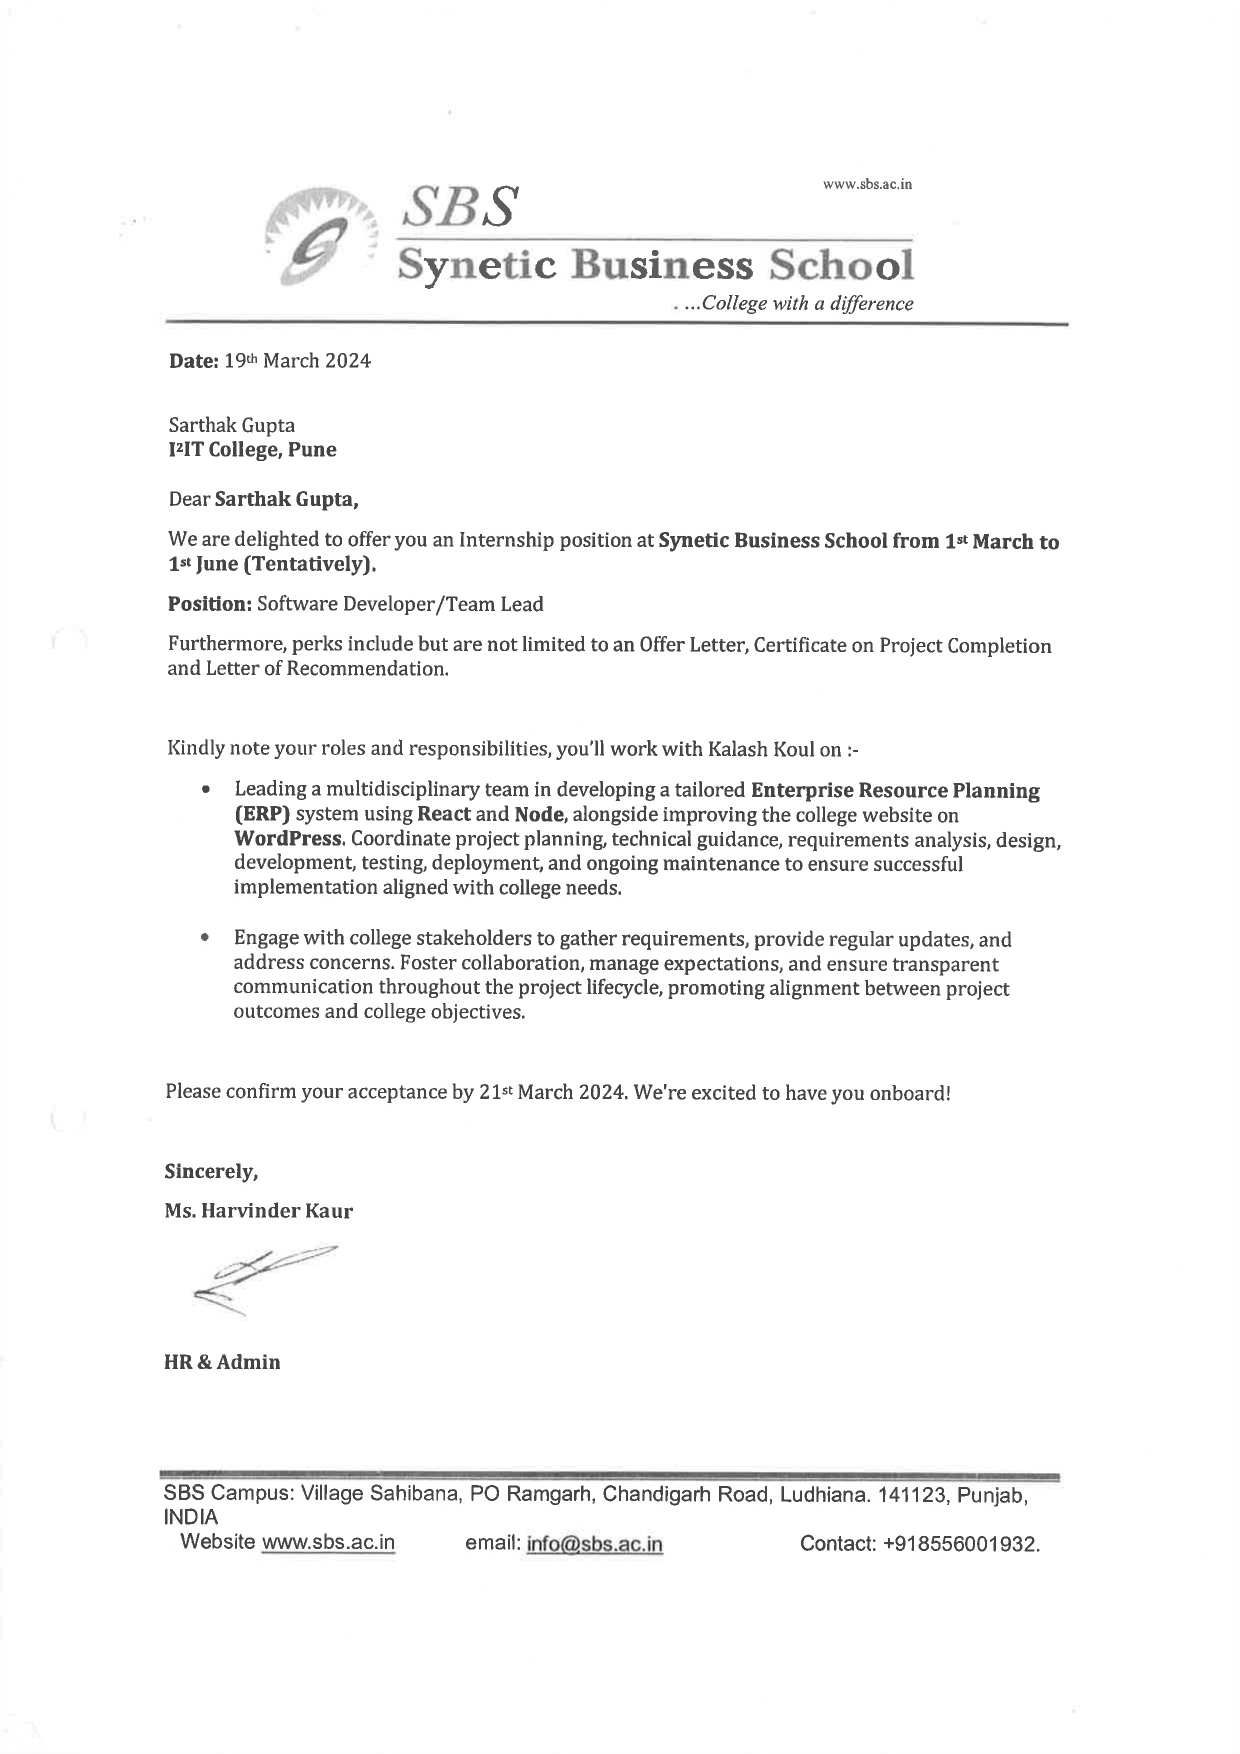 www.sbs.ac.in
SBS
Synetic Business School
....College with a difference
Date: 19th March 2024
Sarthak Gupta
I²IT College, Pune
Dear Sarthak Gupta,
We are delighted to offer you an Internship position at Synetic Business School from 1st March to
1st June (Tentatively).
Position: Software Developer/Team Lead
Furthermore, perks include but are not limited to an Offer Letter, Certificate on Project Completion
and Letter of Recommendation.
Kindly note your roles and responsibilities, you'll work with Kalash Koul on :-
• Leading a multidisciplinary team in developing a tailored Enterprise Resource Planning
(ERP) system using React and Node, alongside improving the college website on
WordPress. Coordinate project planning, technical guidance, requirements analysis, design,
development, testing, deployment, and ongoing maintenance to ensure successful
implementation aligned with college needs.
• Engage with college stakeholders to gather requirements, provide regular updates, and
address concerns. Foster collaboration, manage expectations, and ensure transparent
communication throughout the project lifecycle, promoting alignment between project
outcomes and college objectives.
Please confirm your acceptance by 21st March 2024. We're excited to have you onboard!
Sincerely,
Ms. Harvinder Kaur
HR & Admin
SBS Campus: Village Sahibana, PO Ramgarh, Chandigarh Road, Ludhiana. 141123, Punjab,
INDIA
Website www.sbs.ac.in email: info@sbs.ac.in Contact: +918556001932.